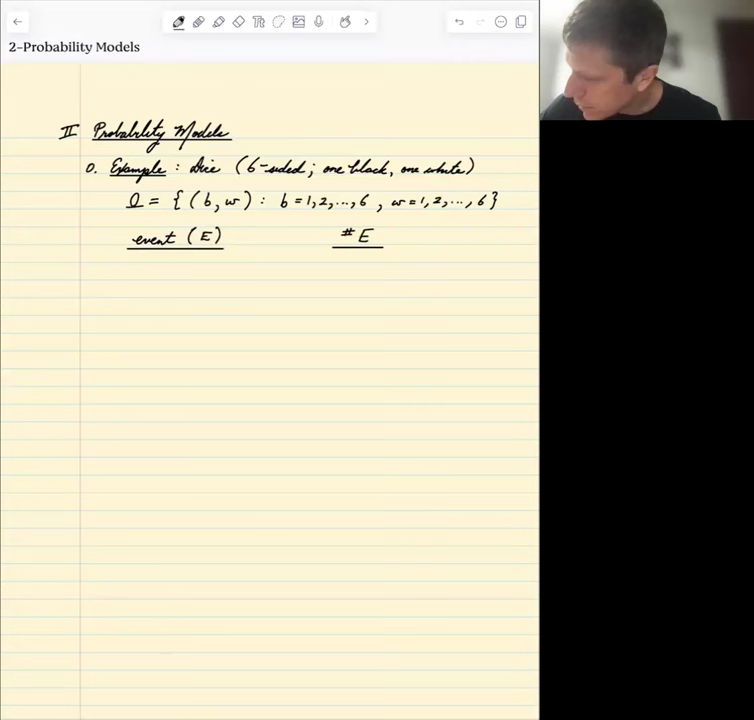 2-Probability Models
II Probability Models
0. Example : Dice (6-sided; one black, one white)
Ω = { (b, w) : b = 1, 2, ..., 6 , w = 1, 2, ..., 6 }
event (E) #E